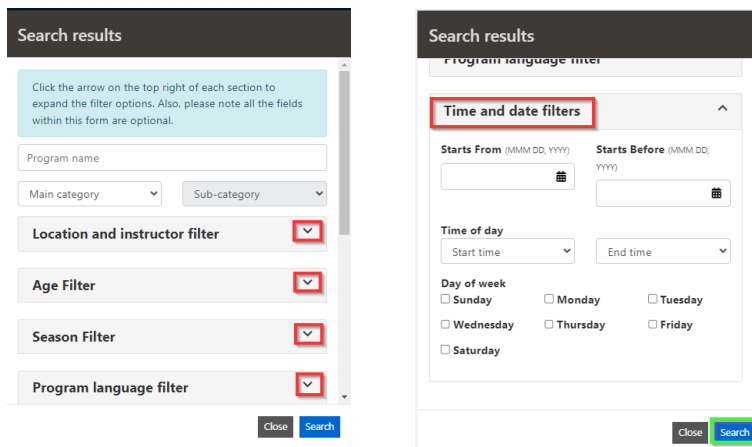 Search results
Click the arrow on the top right of each section to
expand the filter options. Also, please note all the fields
within this form are optional.
Program name
Main category
Sub-category
Location and instructor filter
Age Filter
Season Filter
Program language filter
Close
Search
Search results
Program language filter
Time and date filters
Starts From (MMM DD, YYYY)
Starts Before (MMM DD,
YYYY)
Time of day
Start time
End time
Day of week
Sunday
Monday
Tuesday
Wednesday
Thursday
Friday
Saturday
Close
Search